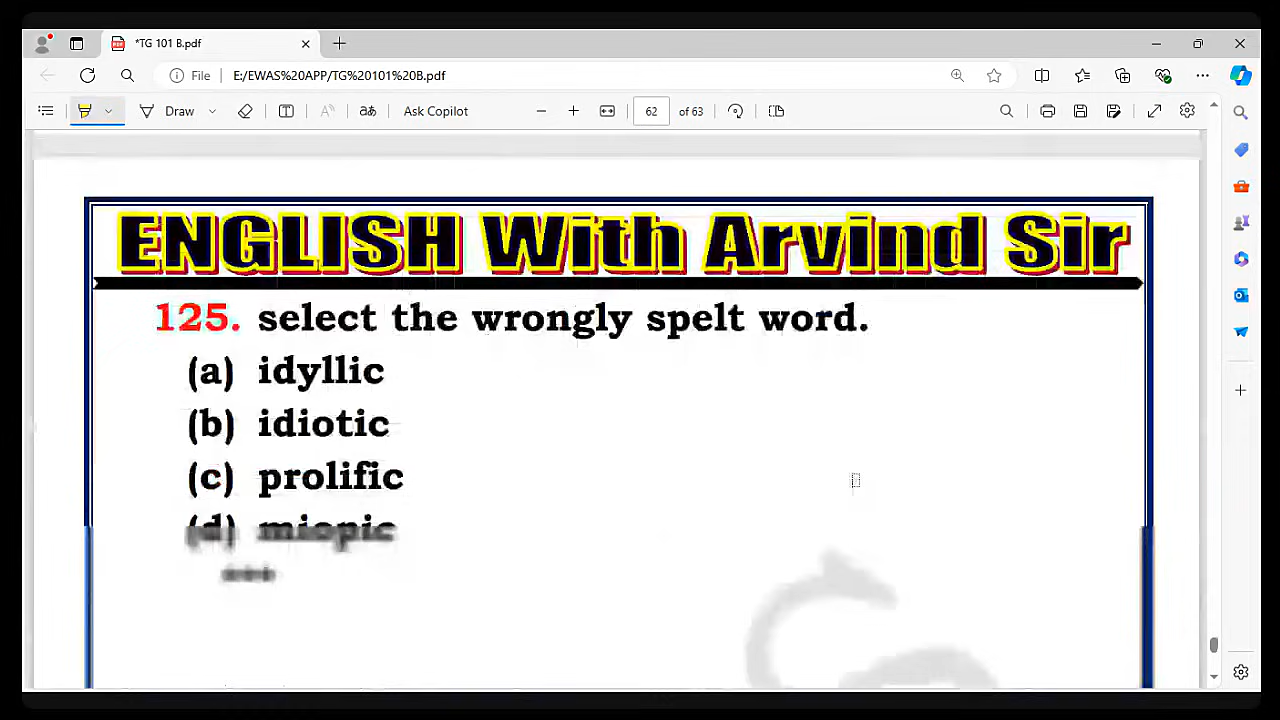 *TG 101 B.pdf
File E:/EWAS%20APP/TG%20101%20B.pdf
Draw Ask Copilot 62 of 63
ENGLISH With Arvind Sir
125. select the wrongly spelt word.
(a) idyllic
(b) idiotic
(c) prolific
(d) miopic
***